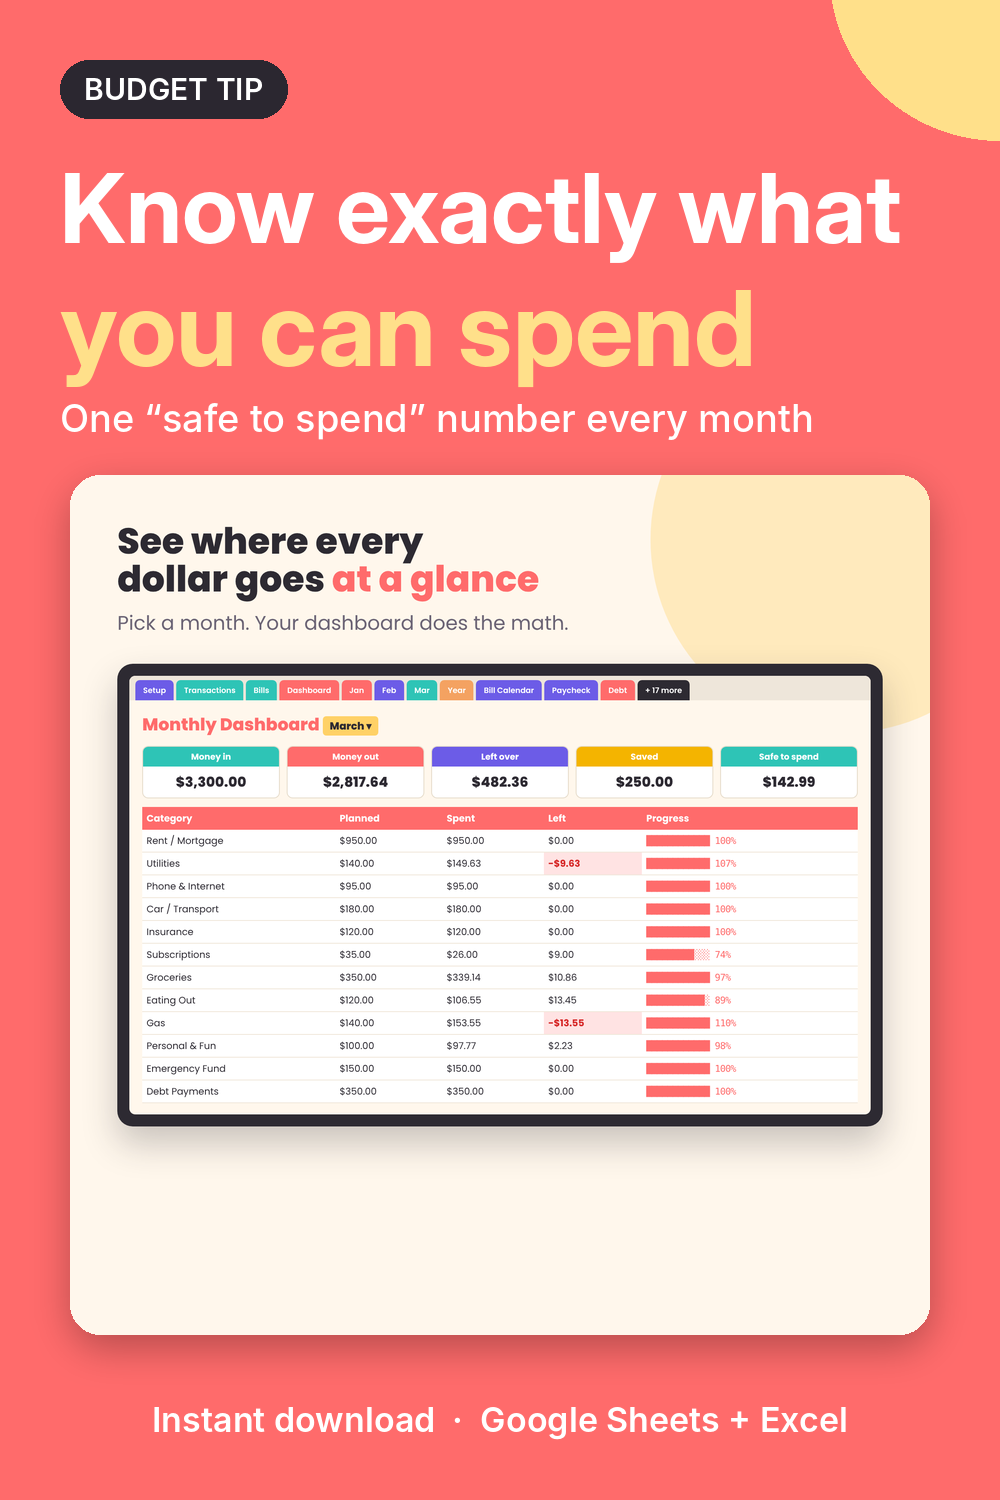 BUDGET TIP
Know exactly what
you can spend
One “safe to spend” number every month
See where every
dollar goes at a glance
Pick a month. Your dashboard does the math.
Setup Transactions Bills Dashboard Jan Feb Mar Year Bill Calendar Paycheck Debt + 17 more
Monthly Dashboard March ▾
Money in Money out Left over Saved Safe to spend
$3,300.00 $2,817.64 $482.36 $250.00 $142.99
Category Planned Spent Left Progress
Rent / Mortgage $950.00 $950.00 $0.00 100%
Utilities $140.00 $149.63 -$9.63 107%
Phone & Internet $95.00 $95.00 $0.00 100%
Car / Transport $180.00 $180.00 $0.00 100%
Insurance $120.00 $120.00 $0.00 100%
Subscriptions $35.00 $26.00 $9.00 74%
Groceries $350.00 $339.14 $10.86 97%
Eating Out $120.00 $106.55 $13.45 89%
Gas $140.00 $153.55 -$13.55 110%
Personal & Fun $100.00 $97.77 $2.23 98%
Emergency Fund $150.00 $150.00 $0.00 100%
Debt Payments $350.00 $350.00 $0.00 100%
Instant download · Google Sheets + Excel